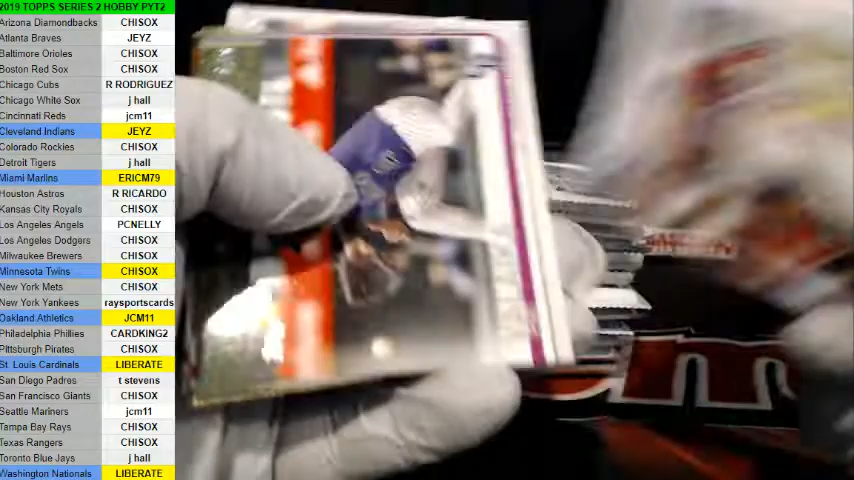 2019 TOPPS SERIES 2 HOBBY PYT2
Arizona Diamondbacks CHISOX
Atlanta Braves JEYZ
Baltimore Orioles CHISOX
Boston Red Sox CHISOX
Chicago Cubs R RODRIGUEZ
Chicago White Sox j hall
Cincinnati Reds jcm11
Cleveland Indians JEYZ
Colorado Rockies CHISOX
Detroit Tigers j hall
Miami Marlins ERICM79
Houston Astros R RICARDO
Kansas City Royals CHISOX
Los Angeles Angels PCNELLY
Los Angeles Dodgers CHISOX
Milwaukee Brewers CHISOX
Minnesota Twins CHISOX
New York Mets CHISOX
New York Yankees raysportscards
Oakland Athletics JCM11
Philadelphia Phillies CARDKING2
Pittsburgh Pirates CHISOX
St. Louis Cardinals LIBERATE
San Diego Padres t stevens
San Francisco Giants CHISOX
Seattle Mariners jcm11
Tampa Bay Rays CHISOX
Texas Rangers CHISOX
Toronto Blue Jays j hall
Washington Nationals LIBERATE